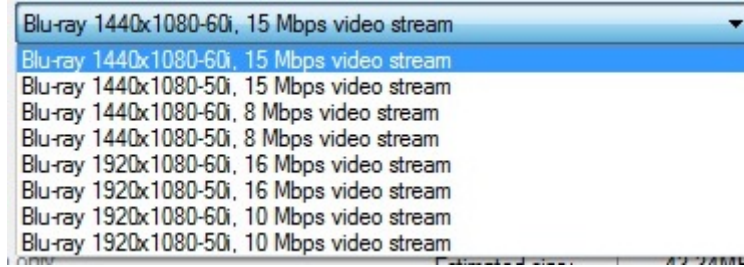 Blu-ray 1440x1080-60i, 15 Mbps video stream
Blu-ray 1440x1080-60i, 15 Mbps video stream
Blu-ray 1440x1080-50i, 15 Mbps video stream
Blu-ray 1440x1080-60i, 8 Mbps video stream
Blu-ray 1440x1080-50i, 8 Mbps video stream
Blu-ray 1920x1080-60i, 16 Mbps video stream
Blu-ray 1920x1080-50i, 16 Mbps video stream
Blu-ray 1920x1080-60i, 10 Mbps video stream
Blu-ray 1920x1080-50i, 10 Mbps video stream
Estimated size: